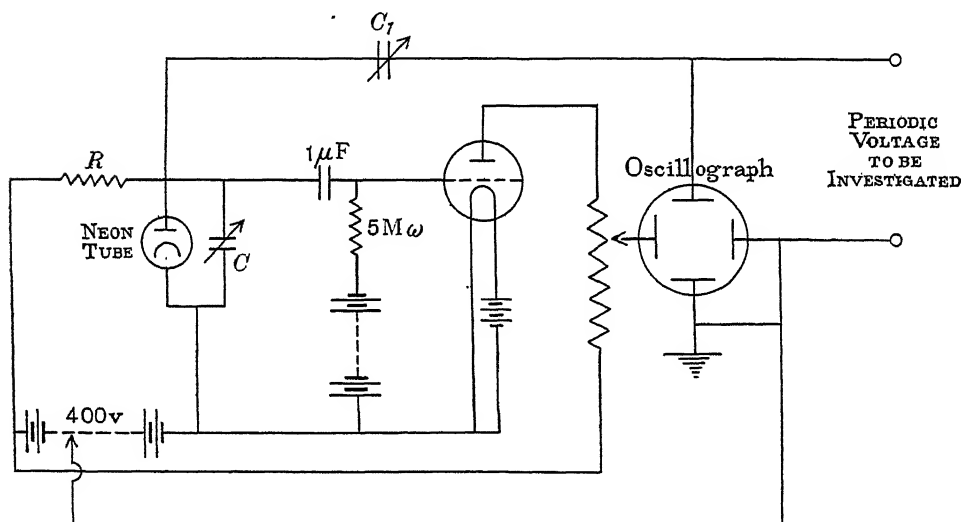 C₁
PERIODIC
VOLTAGE
TO BE
INVESTIGATED
R
1μF
Oscillograph
NEON
TUBE
C
5Mω
400v